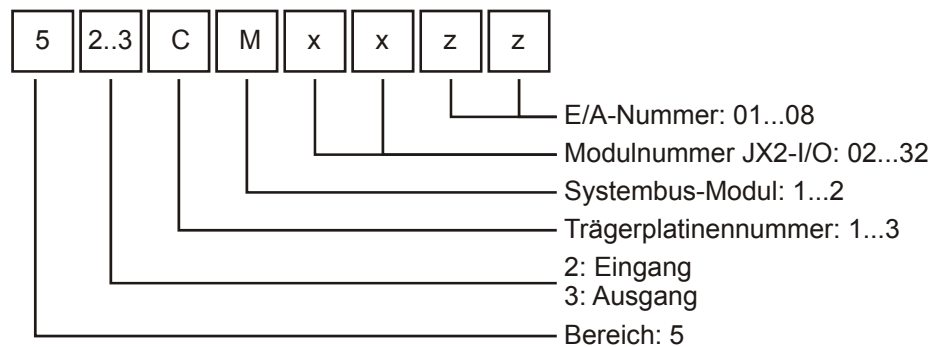 5 2..3 C M x x z z
E/A-Nummer: 01...08
Modulnummer JX2-I/O: 02...32
Systembus-Modul: 1...2
Trägerplatinennummer: 1...3
2: Eingang
3: Ausgang
Bereich: 5